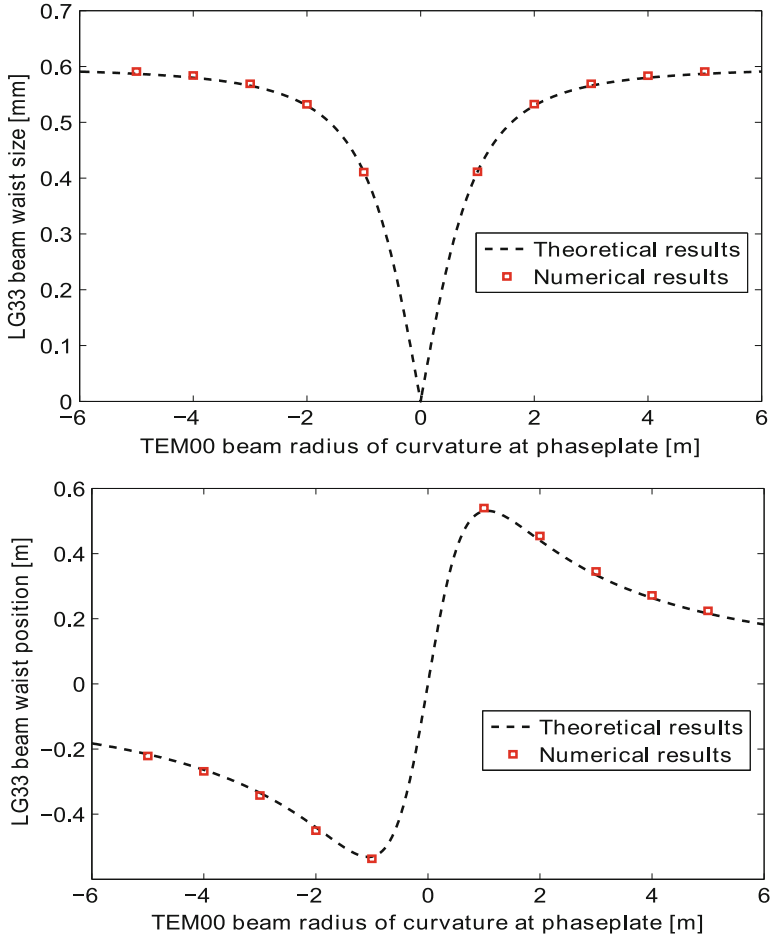 0.7
0.6
0.5
0.4
0.3
0.2
0.1
0
LG33 beam waist size [mm]
Theoretical results
Numerical results
−6 −4 −2 0 2 4 6
TEM00 beam radius of curvature at phaseplate [m]
0.6
0.4
0.2
0
−0.2
−0.4
LG33 beam waist position [m]
Theoretical results
Numerical results
−6 −4 −2 0 2 4 6
TEM00 beam radius of curvature at phaseplate [m]